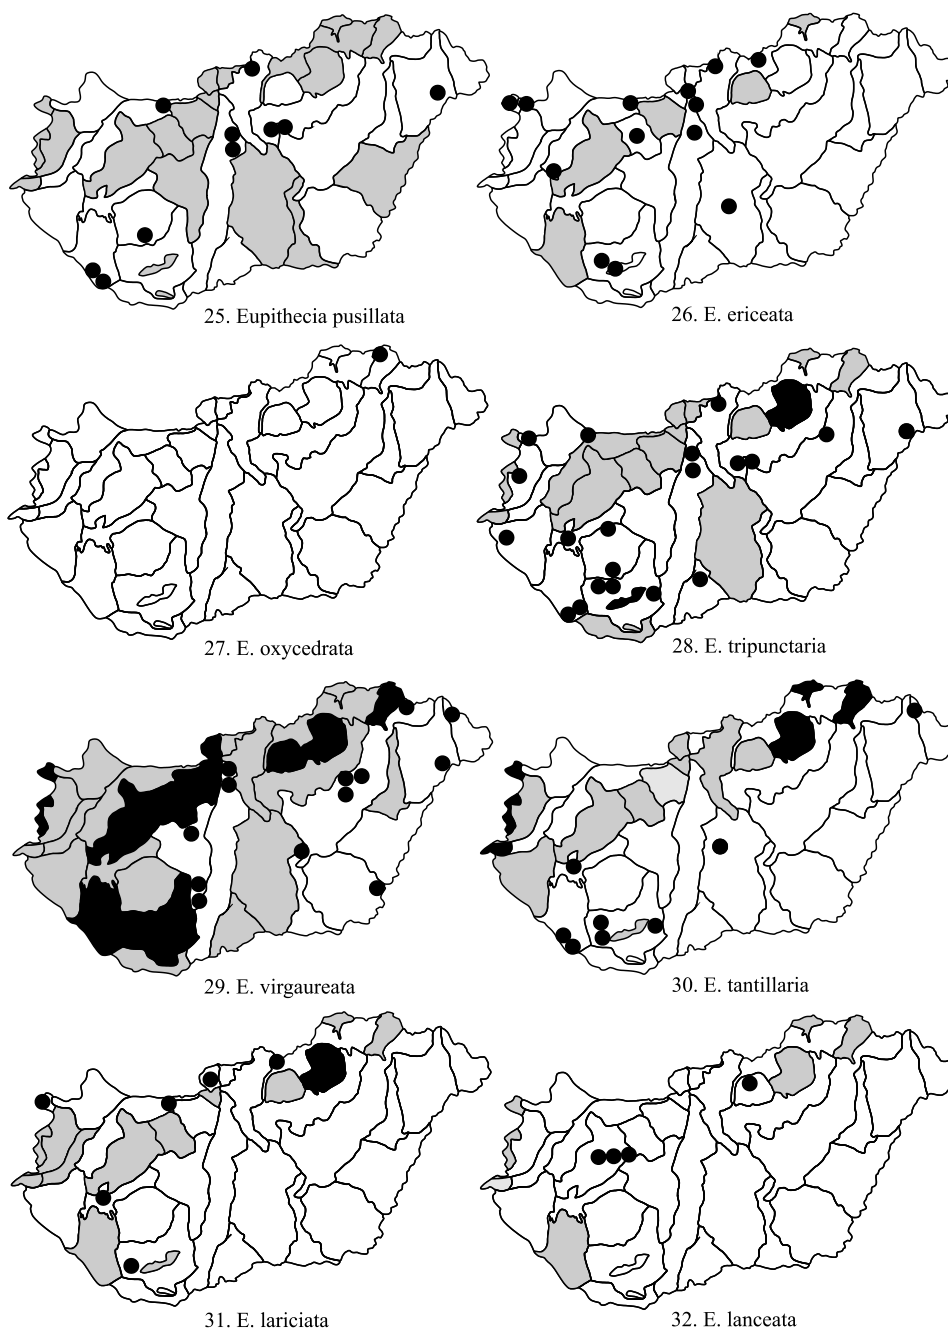 25. Eupithecia pusillata
26. E. ericeata
27. E. oxycedrata
28. E. tripunctaria
29. E. virgaureata
30. E. tantillaria
31. E. lariciata
32. E. lanceata